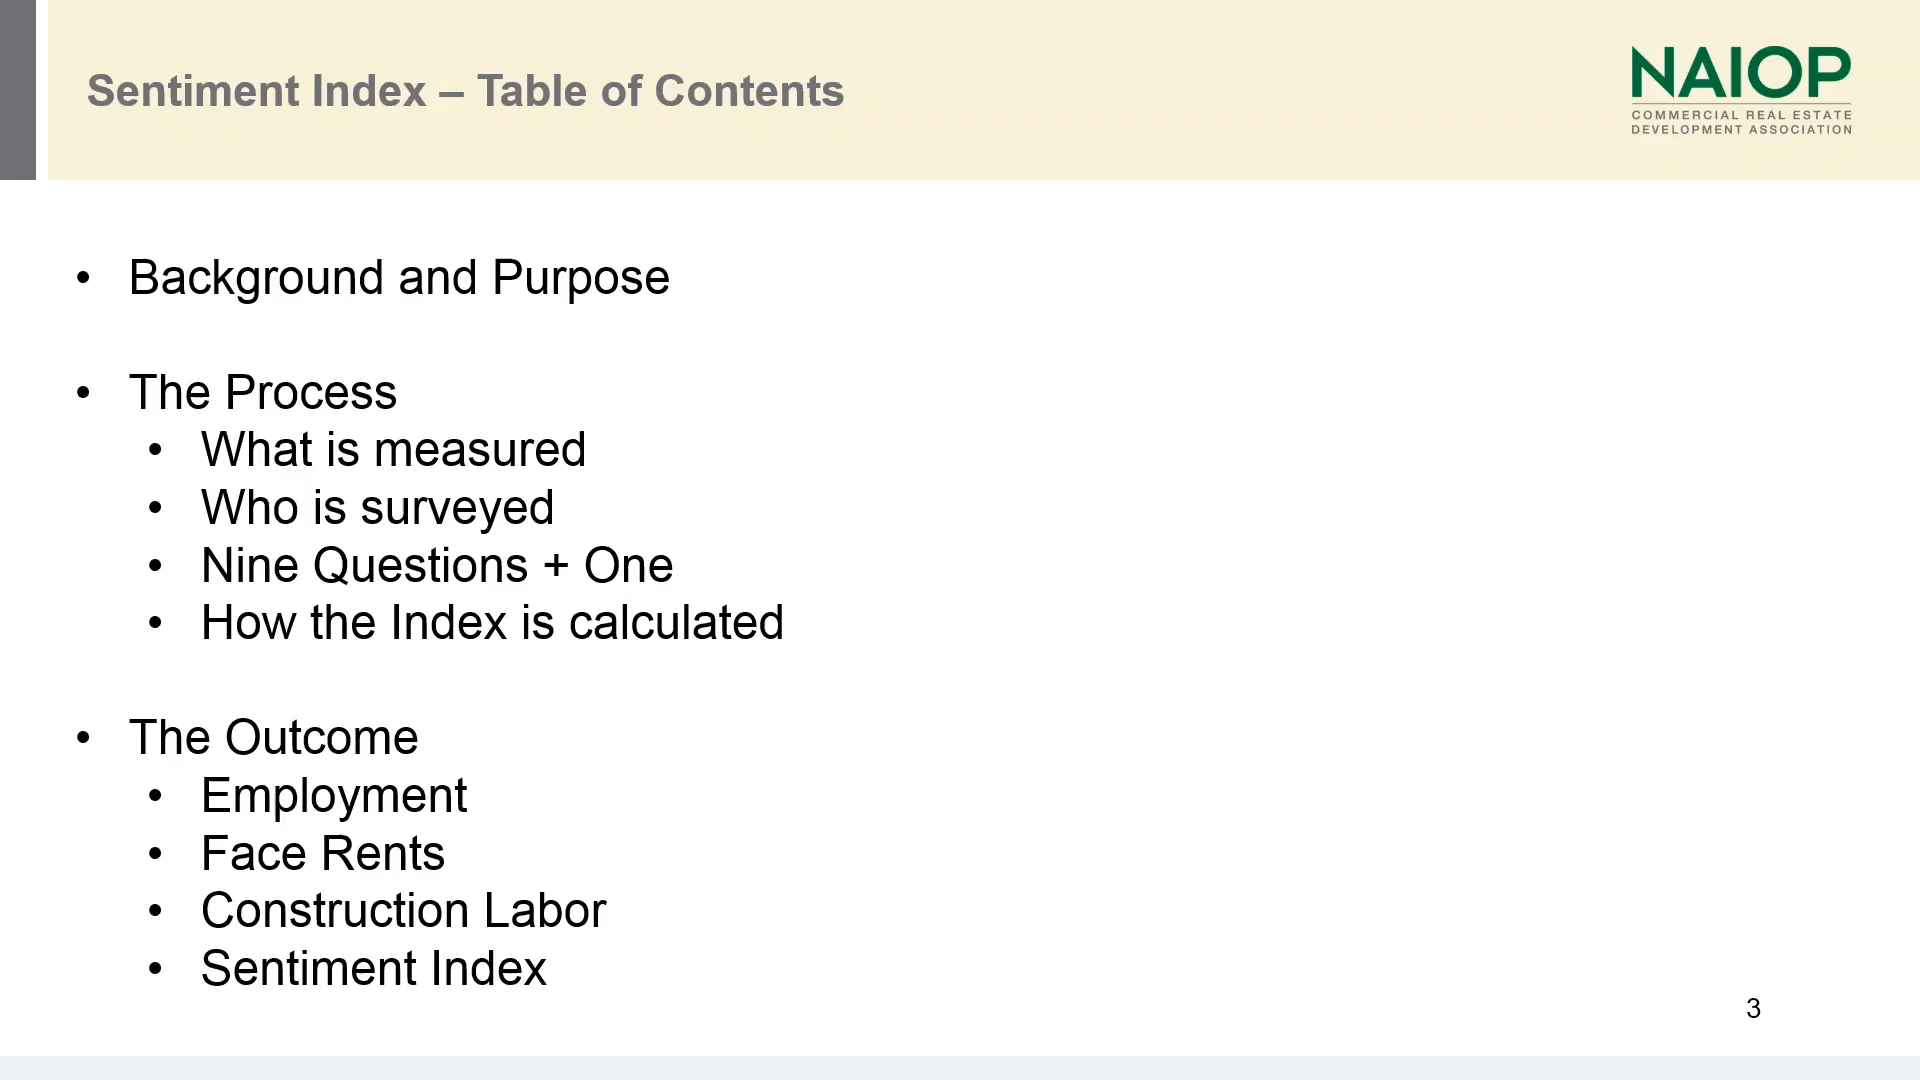 Sentiment Index – Table of Contents
NAIOP
COMMERCIAL REAL ESTATE
DEVELOPMENT ASSOCIATION
• Background and Purpose
• The Process
• What is measured
• Who is surveyed
• Nine Questions + One
• How the Index is calculated
• The Outcome
• Employment
• Face Rents
• Construction Labor
• Sentiment Index
3